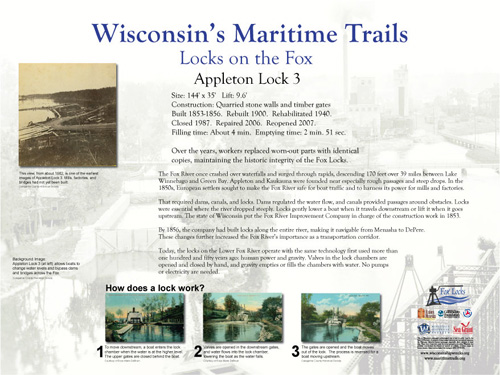 Wisconsin's Maritime Trails
Locks on the Fox
Appleton Lock 3
Size: 144' x 35'  Lift: 9.6'
Construction: Quarried stone walls and timber gates
Built 1853-1856.  Rebuilt 1900.  Rehabilitated 1940.
Closed 1987.  Repaired 2006.  Reopened 2007.
Filling time: About 4 min.  Emptying time: 2 min. 51 sec.
Over the years, workers replaced worn-out parts with identical
copies, maintaining the historic integrity of the Fox Locks.
This view, from about 1882, is one of the earliest
images of Appleton Lock 3. Mills, factories, and
bridges had not yet been built.
The Fox River once crashed over waterfalls and surged through rapids, descending 170 feet over 39 miles between Lake
Winnebago and Green Bay. Appleton and Kaukauna were founded near especially rough passages and steep drops. In the
1850s, European settlers sought to make the Fox River safe for boat traffic and to harness its power for mills and factories.
That required dams, canals, and locks. Dams regulated the water flow, and canals provided passages around obstacles. Locks
were essential where the river dropped steeply. Locks gently lower a boat when it travels downstream or lift it when it goes
upstream. The state of Wisconsin put the Fox River Improvement Company in charge of the construction work in 1853.
By 1856, the company had built locks along the entire river, making it navigable from Menasha to DePere.
These changes further increased the Fox River's importance as a transportation corridor.
Today, the locks on the Lower Fox River operate with the same technology first used more than
one hundred and fifty years ago: human power and gravity. Valves in the lock chambers are
opened and closed by hand, and gravity empties or fills the chambers with water. No pumps
or electricity are needed.
Background Image:
Appleton Lock 3 (at left) allows boats to
change water levels and bypass dams
and bridges across the Fox.
How does a lock work?
1 To move downstream, a boat enters the lock
chamber when the water is at the higher level.
The upper gates are closed behind the boat.
2 Valves are opened in the downstream gates,
and water flows into the lock chamber,
lowering the boat as the water falls.
3 The gates are opened and the boat moves
out of the lock. The process is reversed for a
boat moving upstream.
Fox Locks
Sea Grant
www.wisconsinshipwrecks.org
www.maritimetrails.org